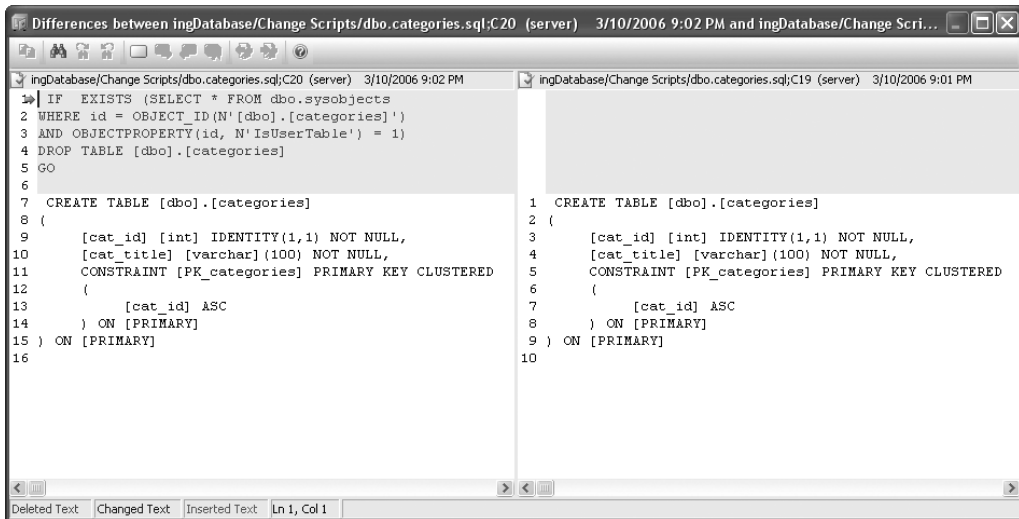 Differences between ingDatabase/Change Scripts/dbo.categories.sql;C20 (server) 3/10/2006 9:02 PM and ingDatabase/Change Scri...
ingDatabase/Change Scripts/dbo.categories.sql;C20 (server) 3/10/2006 9:02 PM
1 IF EXISTS (SELECT * FROM dbo.sysobjects
2 WHERE id = OBJECT_ID(N'[dbo].[categories]')
3 AND OBJECTPROPERTY(id, N'IsUserTable') = 1)
4 DROP TABLE [dbo].[categories]
5 GO
6
7 CREATE TABLE [dbo].[categories]
8 (
9 [cat_id] [int] IDENTITY(1,1) NOT NULL,
10 [cat_title] [varchar](100) NOT NULL,
11 CONSTRAINT [PK_categories] PRIMARY KEY CLUSTERED
12 (
13 [cat_id] ASC
14 ) ON [PRIMARY]
15 ) ON [PRIMARY]
16
ingDatabase/Change Scripts/dbo.categories.sql;C19 (server) 3/10/2006 9:01 PM
1 CREATE TABLE [dbo].[categories]
2 (
3 [cat_id] [int] IDENTITY(1,1) NOT NULL,
4 [cat_title] [varchar](100) NOT NULL,
5 CONSTRAINT [PK_categories] PRIMARY KEY CLUSTERED
6 (
7 [cat_id] ASC
8 ) ON [PRIMARY]
9 ) ON [PRIMARY]
10
Deleted Text Changed Text Inserted Text Ln 1, Col 1